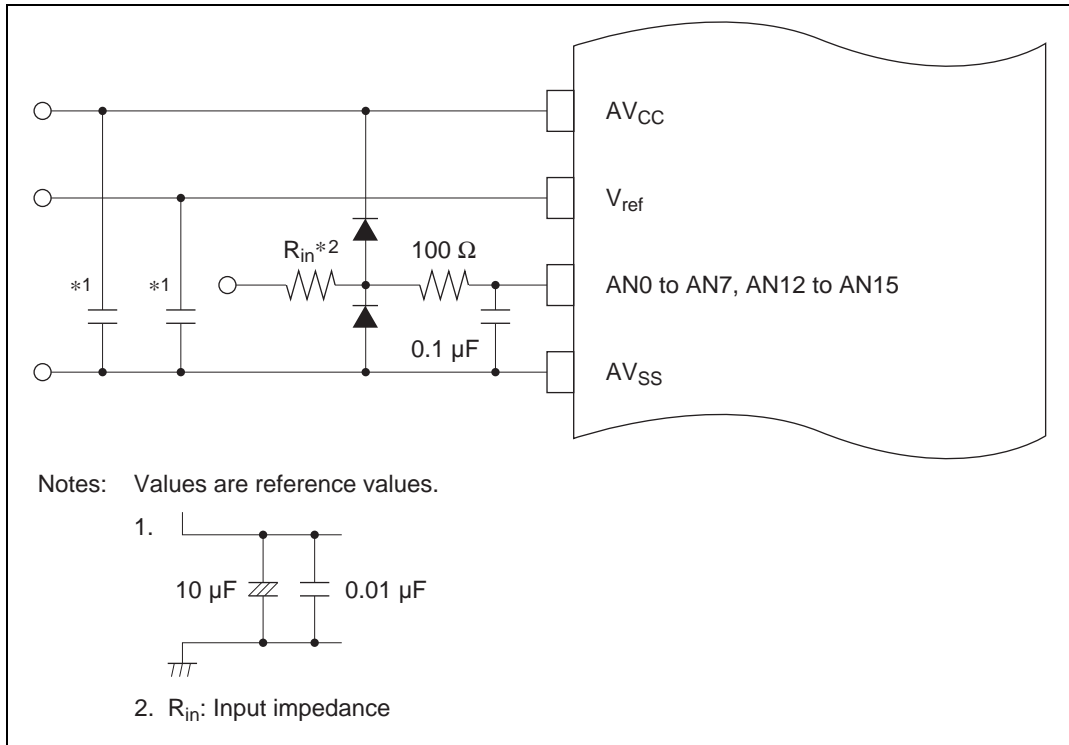 AVCC
Vref
Rin*2
100 Ω
*1
*1
AN0 to AN7, AN12 to AN15
0.1 μF
AVSS
Notes: Values are reference values.
1.
10 μF
0.01 μF
2. Rin: Input impedance